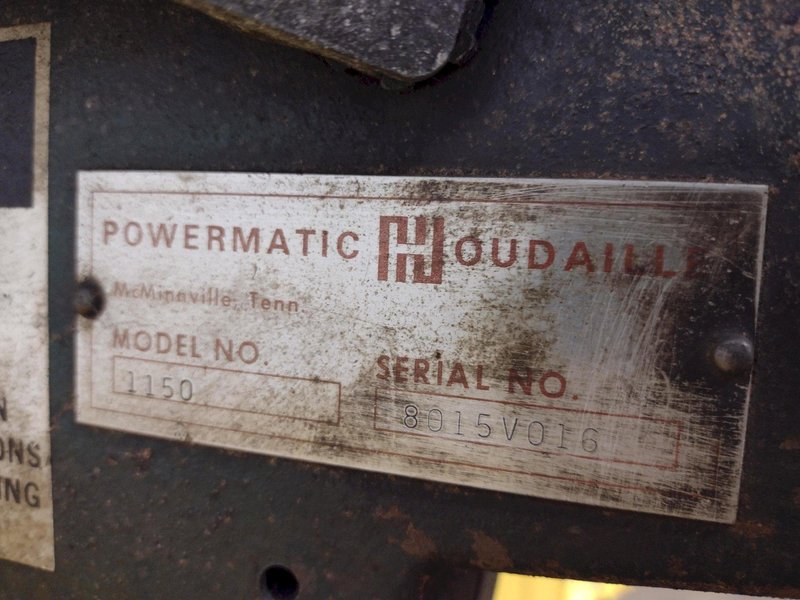 POWERMATIC HOUDAILLE
McMinnville, Tenn.
MODEL NO.
1150
SERIAL NO.
8015V016
N
ONS
ING